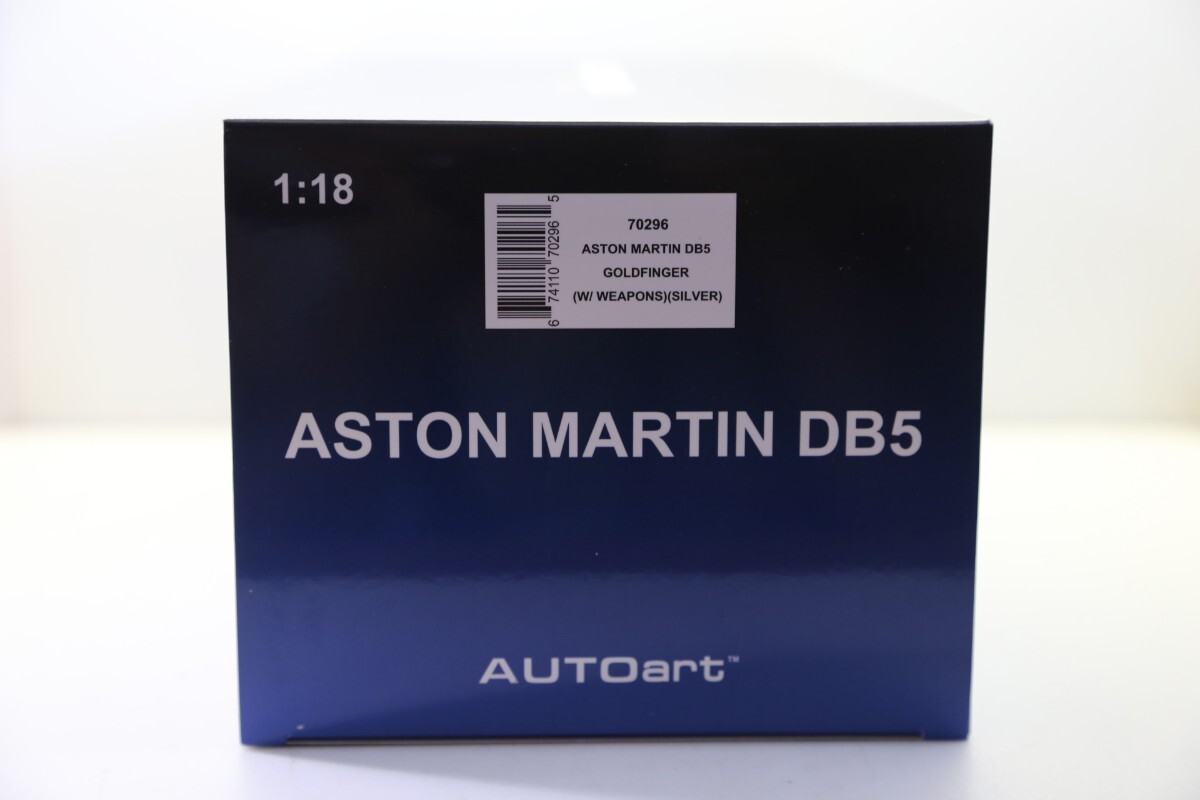 1:18
6 74110 70296 5
70296
ASTON MARTIN DB5
GOLDFINGER
(W/ WEAPONS)(SILVER)
ASTON MARTIN DB5
AUTOart™